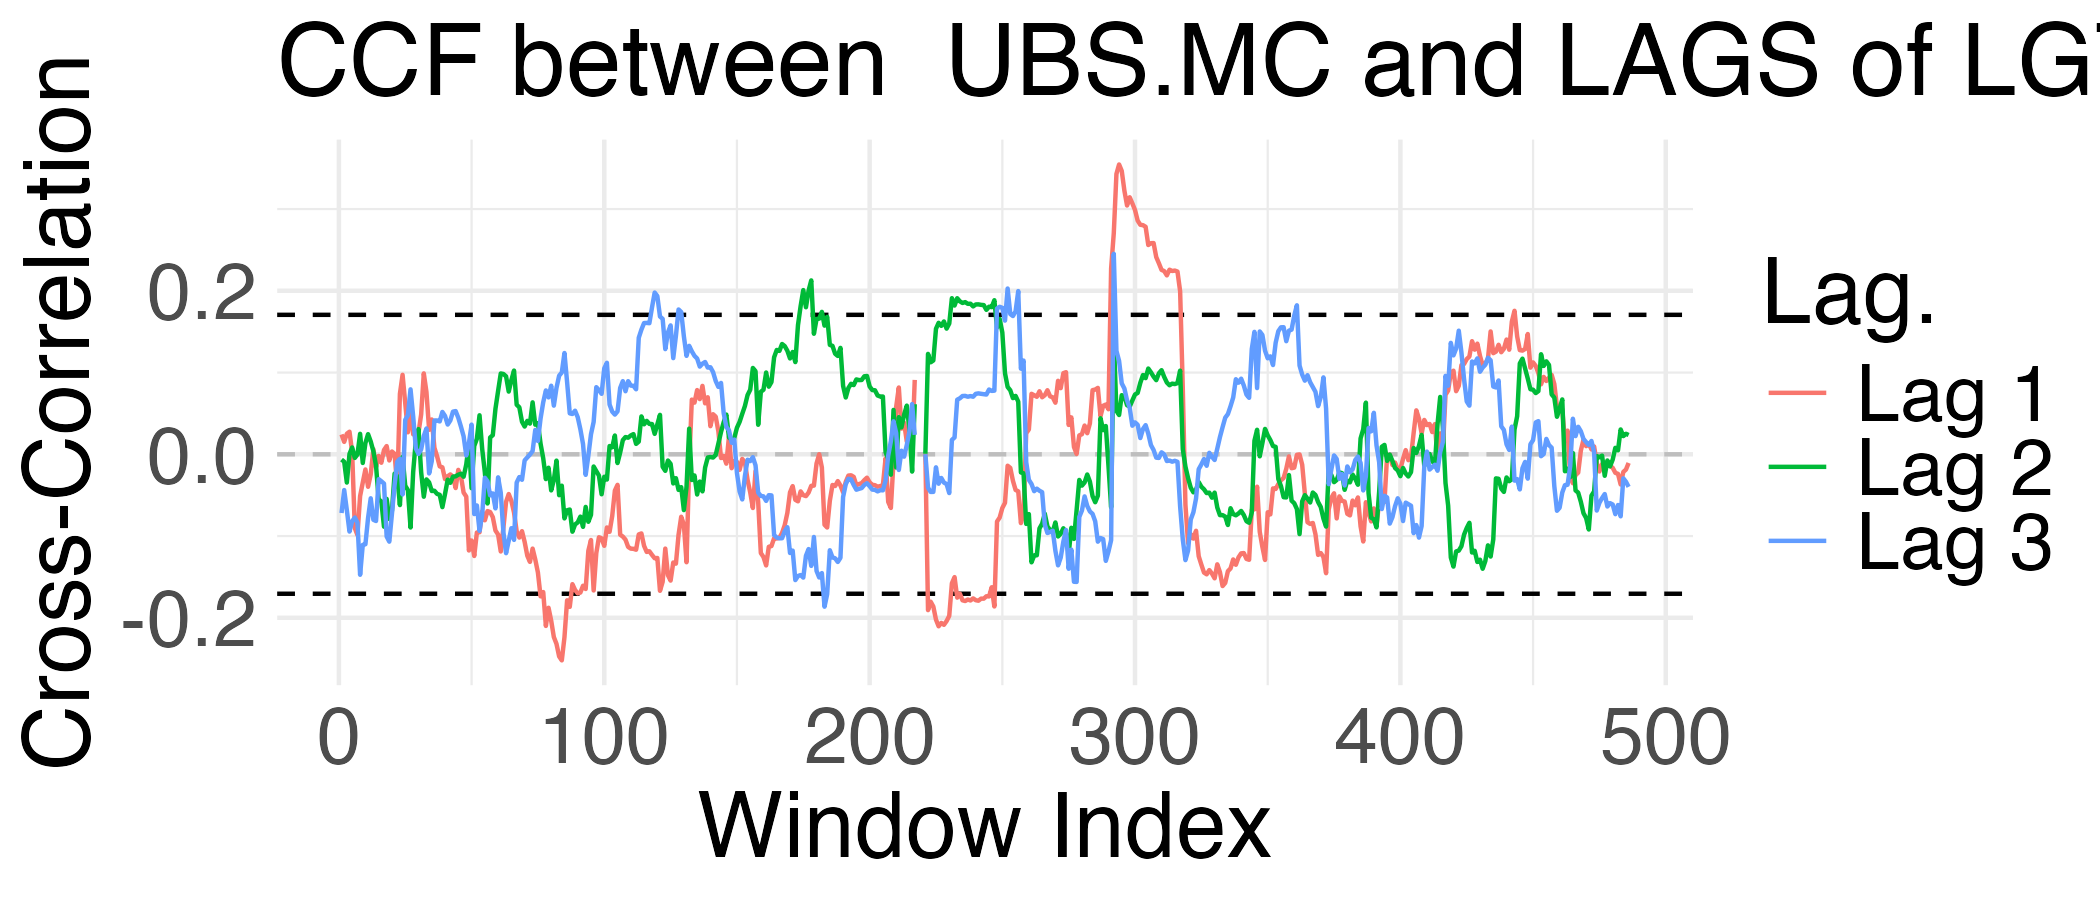 CCF between  UBS.MC and LAGS of LG
Cross-Correlation
0.2
0.0
-0.2
0
100
200
300
400
500
Window Index
Lag.
Lag 1
Lag 2
Lag 3